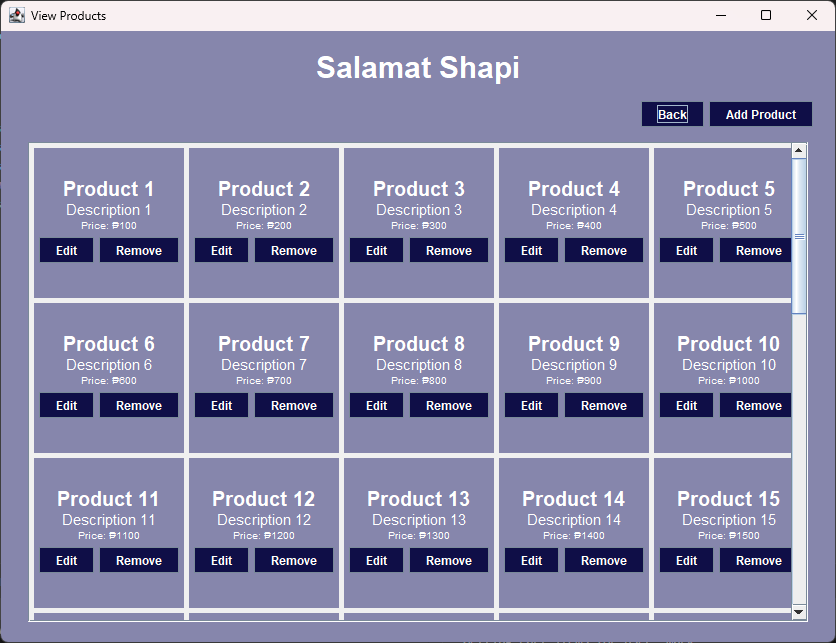 View Products
Salamat Shapi
Back Add Product
Product 1 Product 2 Product 3 Product 4 Product 5
Description 1 Description 2 Description 3 Description 4 Description 5
Price: ₱100 Price: ₱200 Price: ₱300 Price: ₱400 Price: ₱500
Edit Remove Edit Remove Edit Remove Edit Remove Edit Remove
Product 6 Product 7 Product 8 Product 9 Product 10
Description 6 Description 7 Description 8 Description 9 Description 10
Price: ₱600 Price: ₱700 Price: ₱800 Price: ₱900 Price: ₱1000
Edit Remove Edit Remove Edit Remove Edit Remove Edit Remove
Product 11 Product 12 Product 13 Product 14 Product 15
Description 11 Description 12 Description 13 Description 14 Description 15
Price: ₱1100 Price: ₱1200 Price: ₱1300 Price: ₱1400 Price: ₱1500
Edit Remove Edit Remove Edit Remove Edit Remove Edit Remove